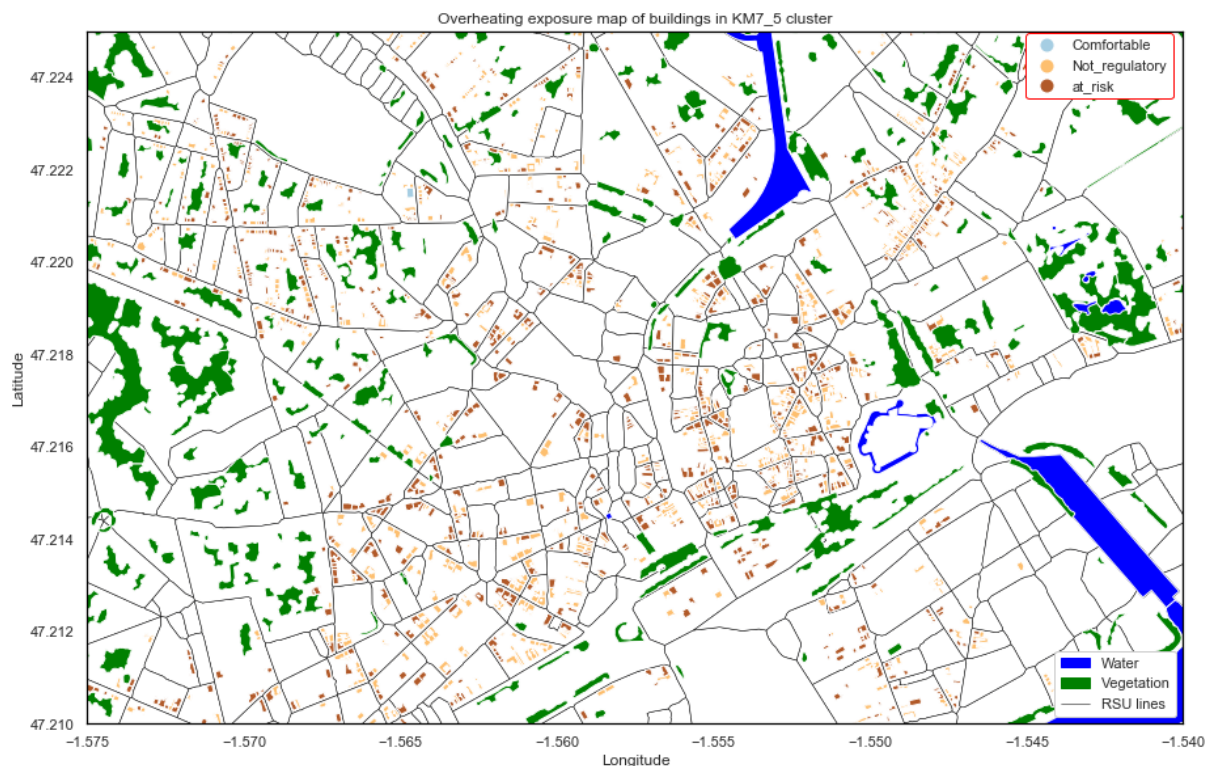 Overheating exposure map of buildings in KM7_5 cluster
Comfortable
Not_regulatory
at_risk
47.224
47.222
47.220
47.218
47.216
47.214
47.212
47.210
Latitude
Water
Vegetation
RSU lines
−1.575 −1.570 −1.565 −1.560 −1.555 −1.550 −1.545 −1.540
Longitude